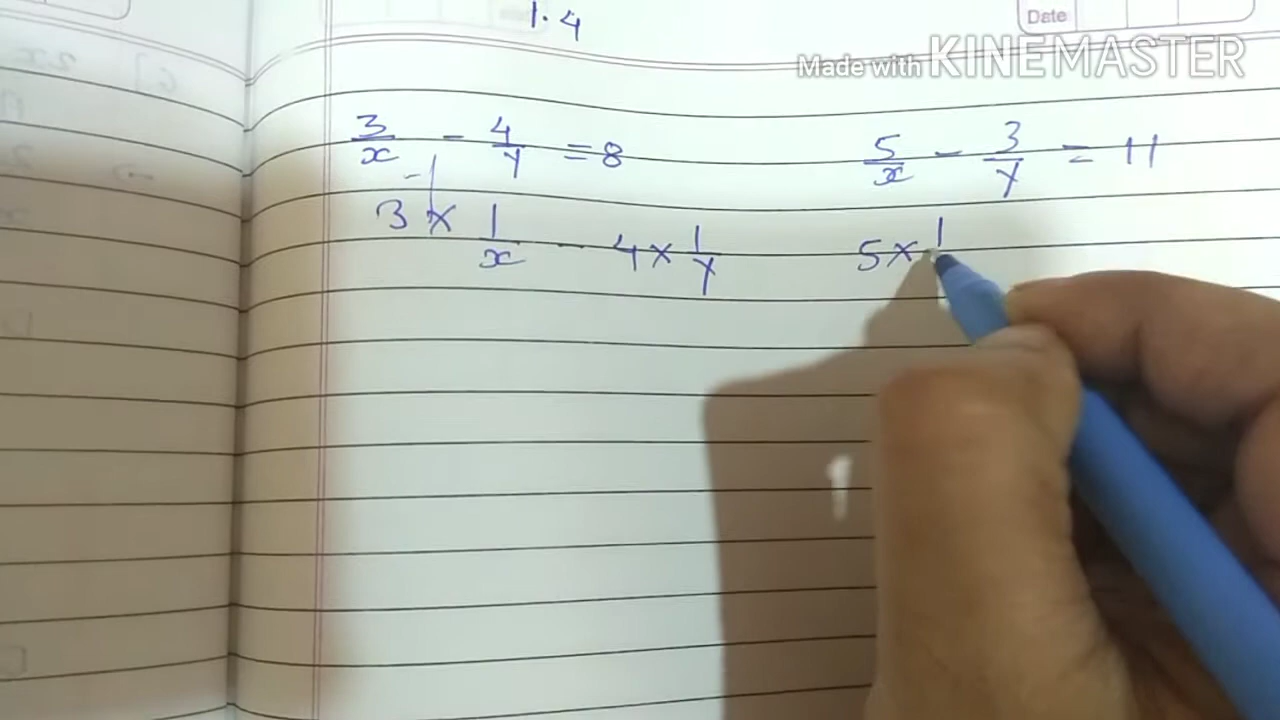 1.4
Date
Made with KINEMASTER
3/x - 4/y = 8
5/x - 3/y = 11
3 × 1/x - 4 × 1/y
5 × 1